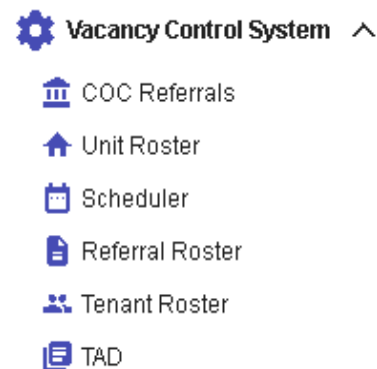 Vacancy Control System
COC Referrals
Unit Roster
Scheduler
Referral Roster
Tenant Roster
TAD